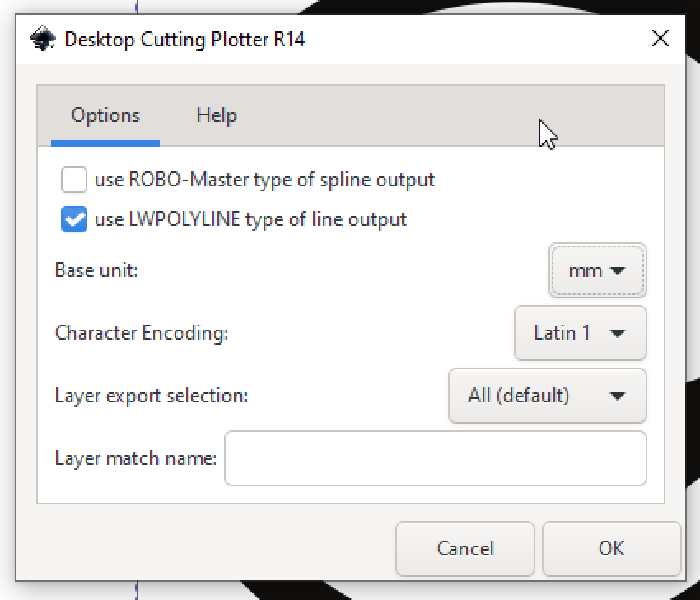 Desktop Cutting Plotter R14
Options Help
use ROBO-Master type of spline output
use LWPOLYLINE type of line output
Base unit: mm
Character Encoding: Latin 1
Layer export selection: All (default)
Layer match name:
Cancel OK